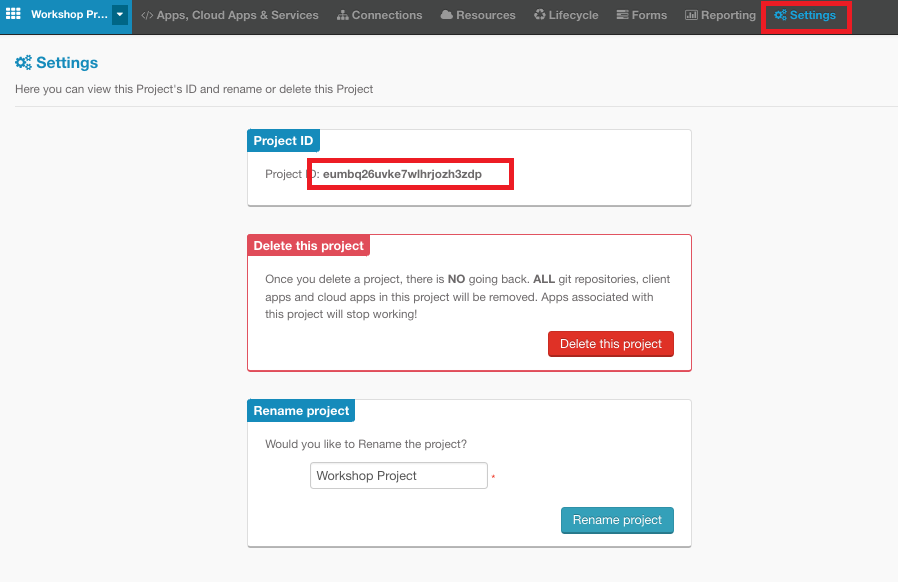 Workshop Pr... Apps, Cloud Apps & Services Connections Resources Lifecycle Forms Reporting Settings
Settings
Here you can view this Project's ID and rename or delete this Project
Project ID
Project ID: eumbq26uvke7wlhrjozh3zdp
Delete this project
Once you delete a project, there is NO going back. ALL git repositories, client
apps and cloud apps in this project will be removed. Apps associated with
this project will stop working!
Delete this project
Rename project
Would you like to Rename the project?
Workshop Project *
Rename project